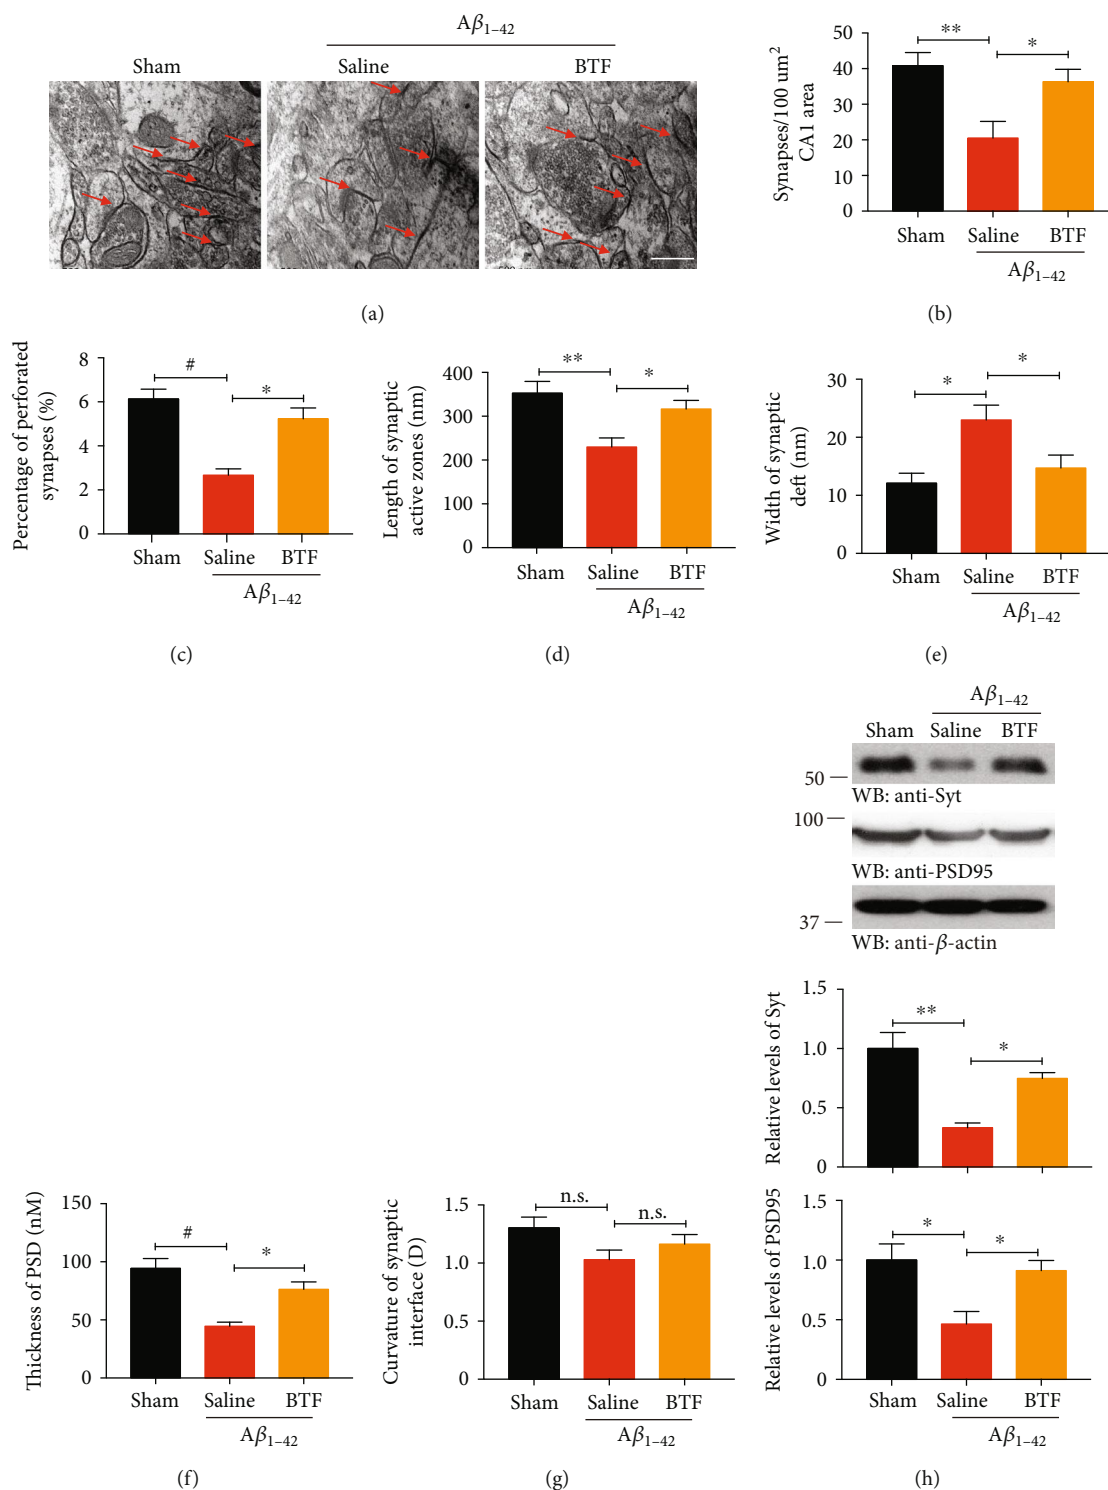 Aβ1–42
Sham Saline BTF
(a)
Synapses/100 um2
CA1 area
50
40
30
20
10
0
** *
Sham Saline BTF
Aβ1–42
(b)
Percentage of perforated
synapses (%)
8
6
4
2
0
# *
Sham Saline BTF
Aβ1–42
(c)
Length of synaptic
active zones (nm)
400
300
200
100
0
** *
Sham Saline BTF
Aβ1–42
(d)
Width of synaptic
deft (nm)
30
20
10
0
* *
Sham Saline BTF
Aβ1–42
(e)
Thickness of PSD (nM)
150
100
50
0
# *
Sham Saline BTF
Aβ1–42
(f)
Curvature of synaptic
interface (D)
1.5
1.0
0.5
0
n.s. n.s.
Sham Saline BTF
Aβ1–42
(g)
Aβ1–42
Sham Saline BTF
50
WB: anti-Syt
100
WB: anti-PSD95
37
WB: anti-β-actin
Relative levels of Syt
1.5
1.0
0.5
0
** *
Relative levels of PSD95
1.5
1.0
0.5
0
* *
Sham Saline BTF
Aβ1–42
(h)